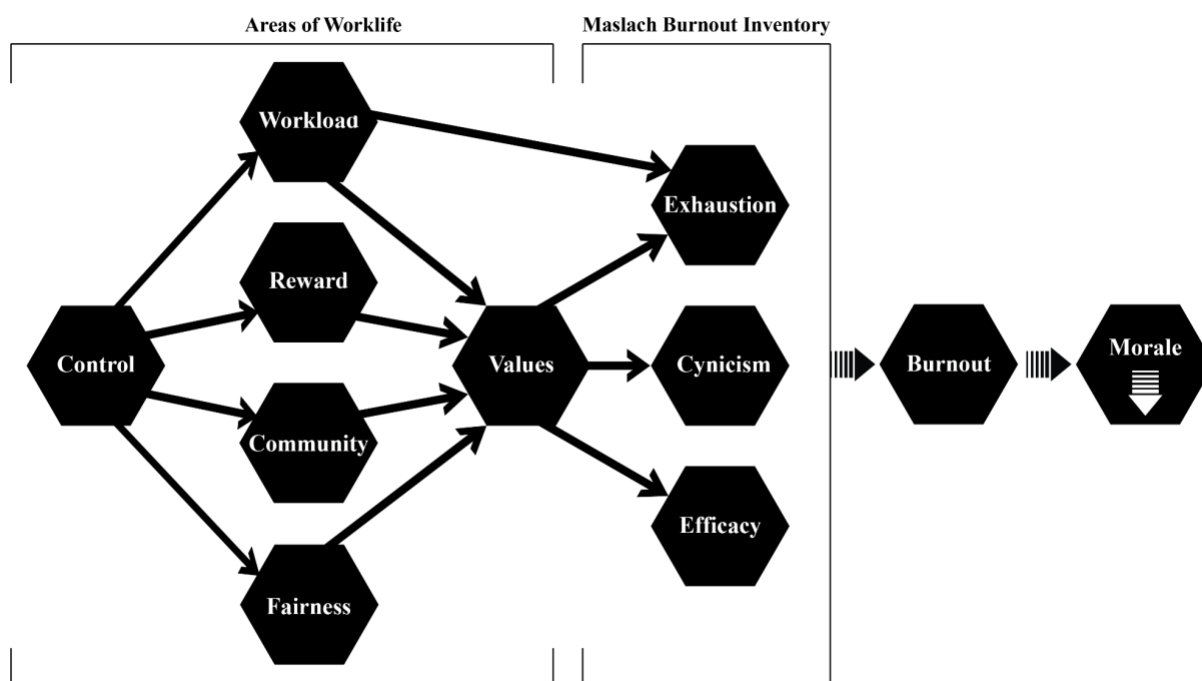 Areas of Worklife
Maslach Burnout Inventory
Workload
Exhaustion
Reward
Control
Values
Cynicism
Burnout
Morale
Community
Efficacy
Fairness